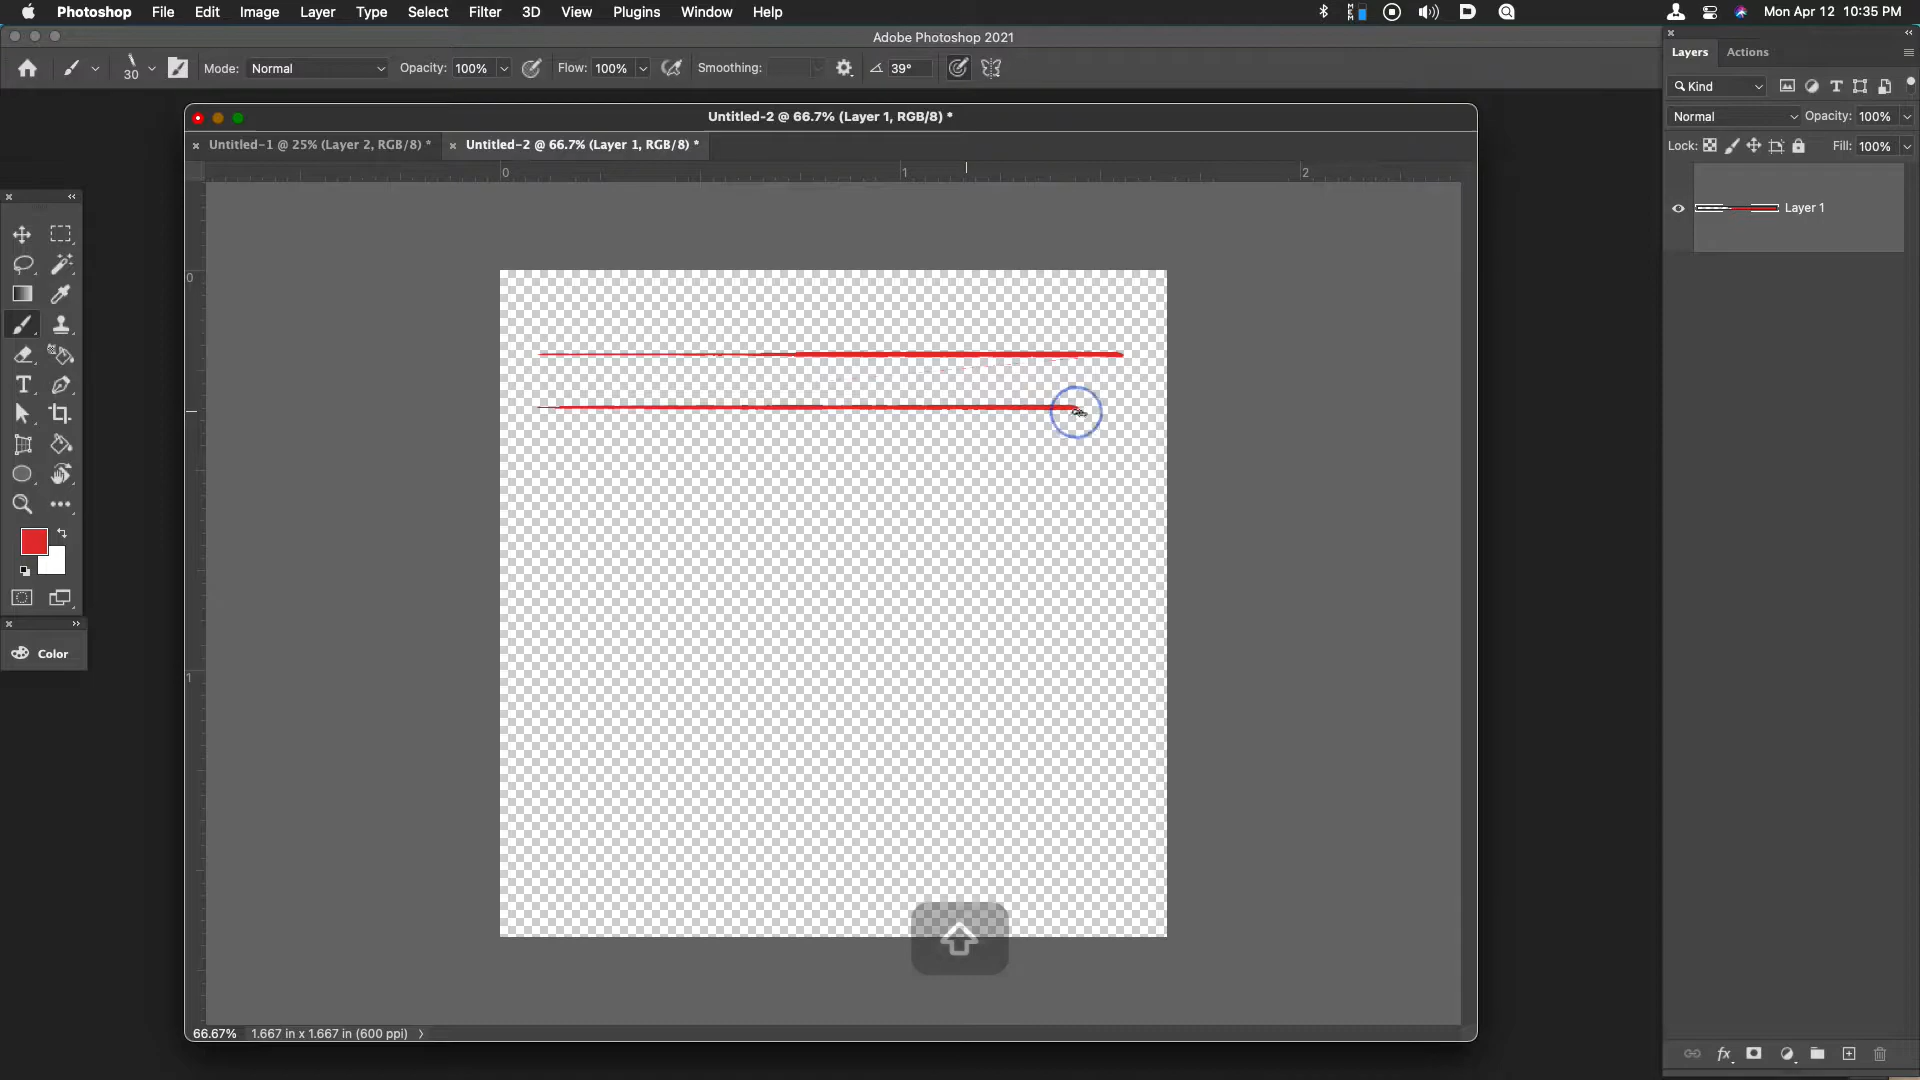 Photoshop File Edit Image Layer Type Select Filter 3D View Plugins Window Help Mon Apr 12 10:35 PM
Adobe Photoshop 2021
30 Mode: Normal Opacity: 100% Flow: 100% Smoothing: 39°
Layers Actions
Kind
Normal Opacity: 100%
Lock: Fill: 100%
Layer 1
Untitled-2 @ 66.7% (Layer 1, RGB/8) *
Untitled-1 @ 25% (Layer 2, RGB/8) * Untitled-2 @ 66.7% (Layer 1, RGB/8) *
0 1 2
0
1
Color
66.67% 1.667 in x 1.667 in (600 ppi)